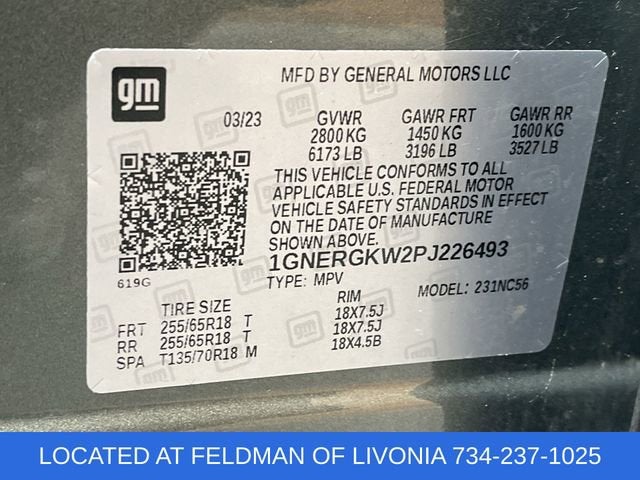 gm
MFD BY GENERAL MOTORS LLC
03/23 GVWR GAWR FRT GAWR RR
2800 KG 1450 KG 1600 KG
6173 LB 3196 LB 3527 LB
THIS VEHICLE CONFORMS TO ALL
APPLICABLE U.S. FEDERAL MOTOR
VEHICLE SAFETY STANDARDS IN EFFECT
ON THE DATE OF MANUFACTURE
SHOWN ABOVE.
1GNERGKW2PJ226493
619G
TYPE: MPV MODEL: 231NC56
TIRE SIZE RIM
FRT 255/65R18 T 18X7.5J
RR 255/65R18 T 18X7.5J
SPA T135/70R18 M 18X4.5B
LOCATED AT FELDMAN OF LIVONIA 734-237-1025